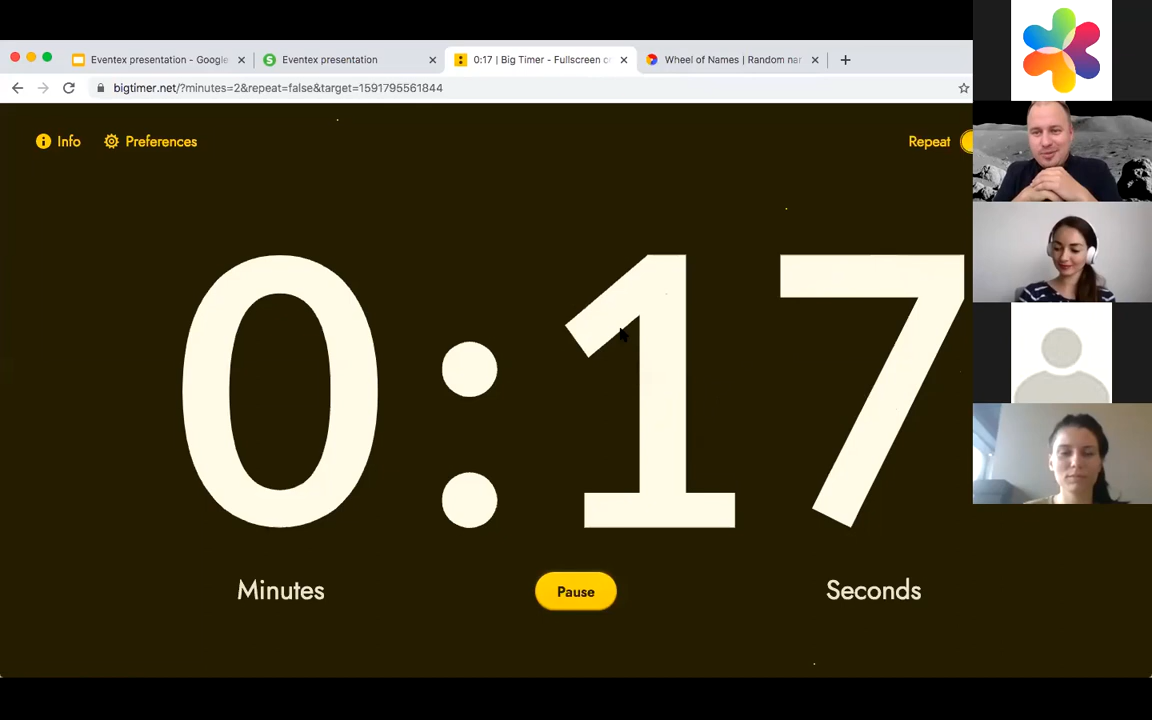 Eventex presentation - Google
Eventex presentation
0:17 | Big Timer - Fullscreen c
Wheel of Names | Random nar
bigtimer.net/?minutes=2&repeat=false&target=1591795561844
Info
Preferences
Repeat
0:17
Minutes
Pause
Seconds